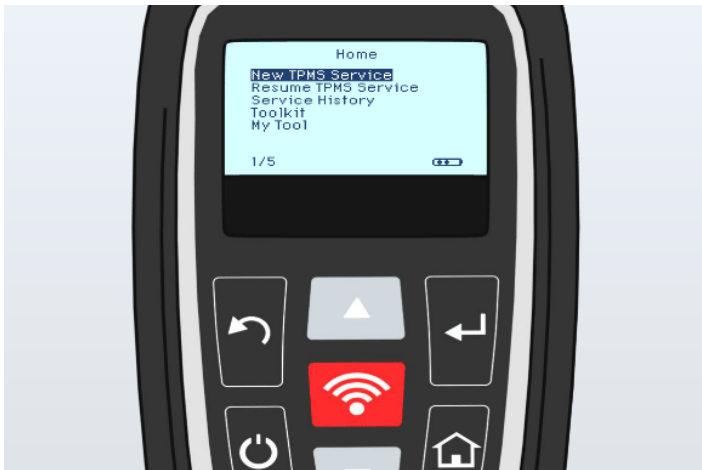 Home
New TPMS Service
Resume TPMS Service
Service History
Toolkit
My Tool
1/5